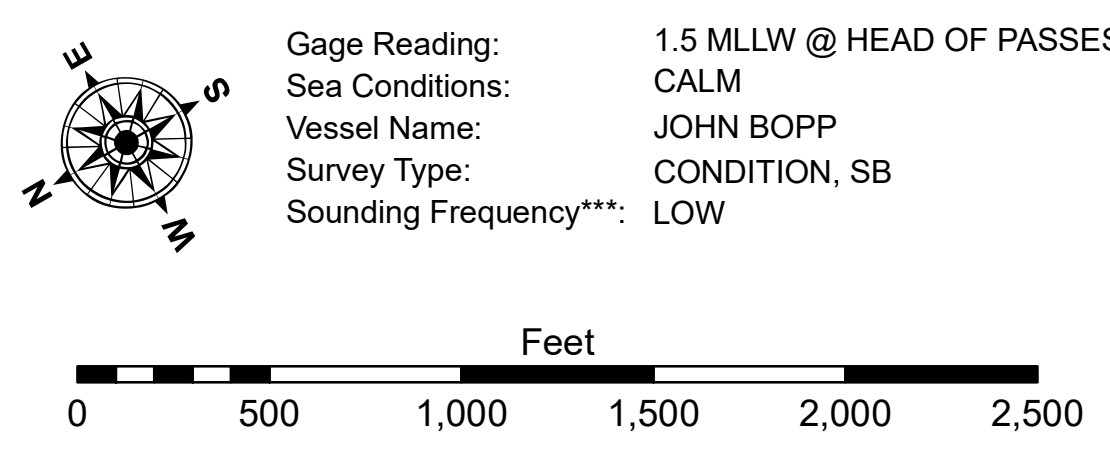 E
S
N
W
Gage Reading: 1.5 MLLW @ HEAD OF PASSES
Sea Conditions: CALM
Vessel Name: JOHN BOPP
Survey Type: CONDITION, SB
Sounding Frequency***: LOW
Feet
0 500 1,000 1,500 2,000 2,500